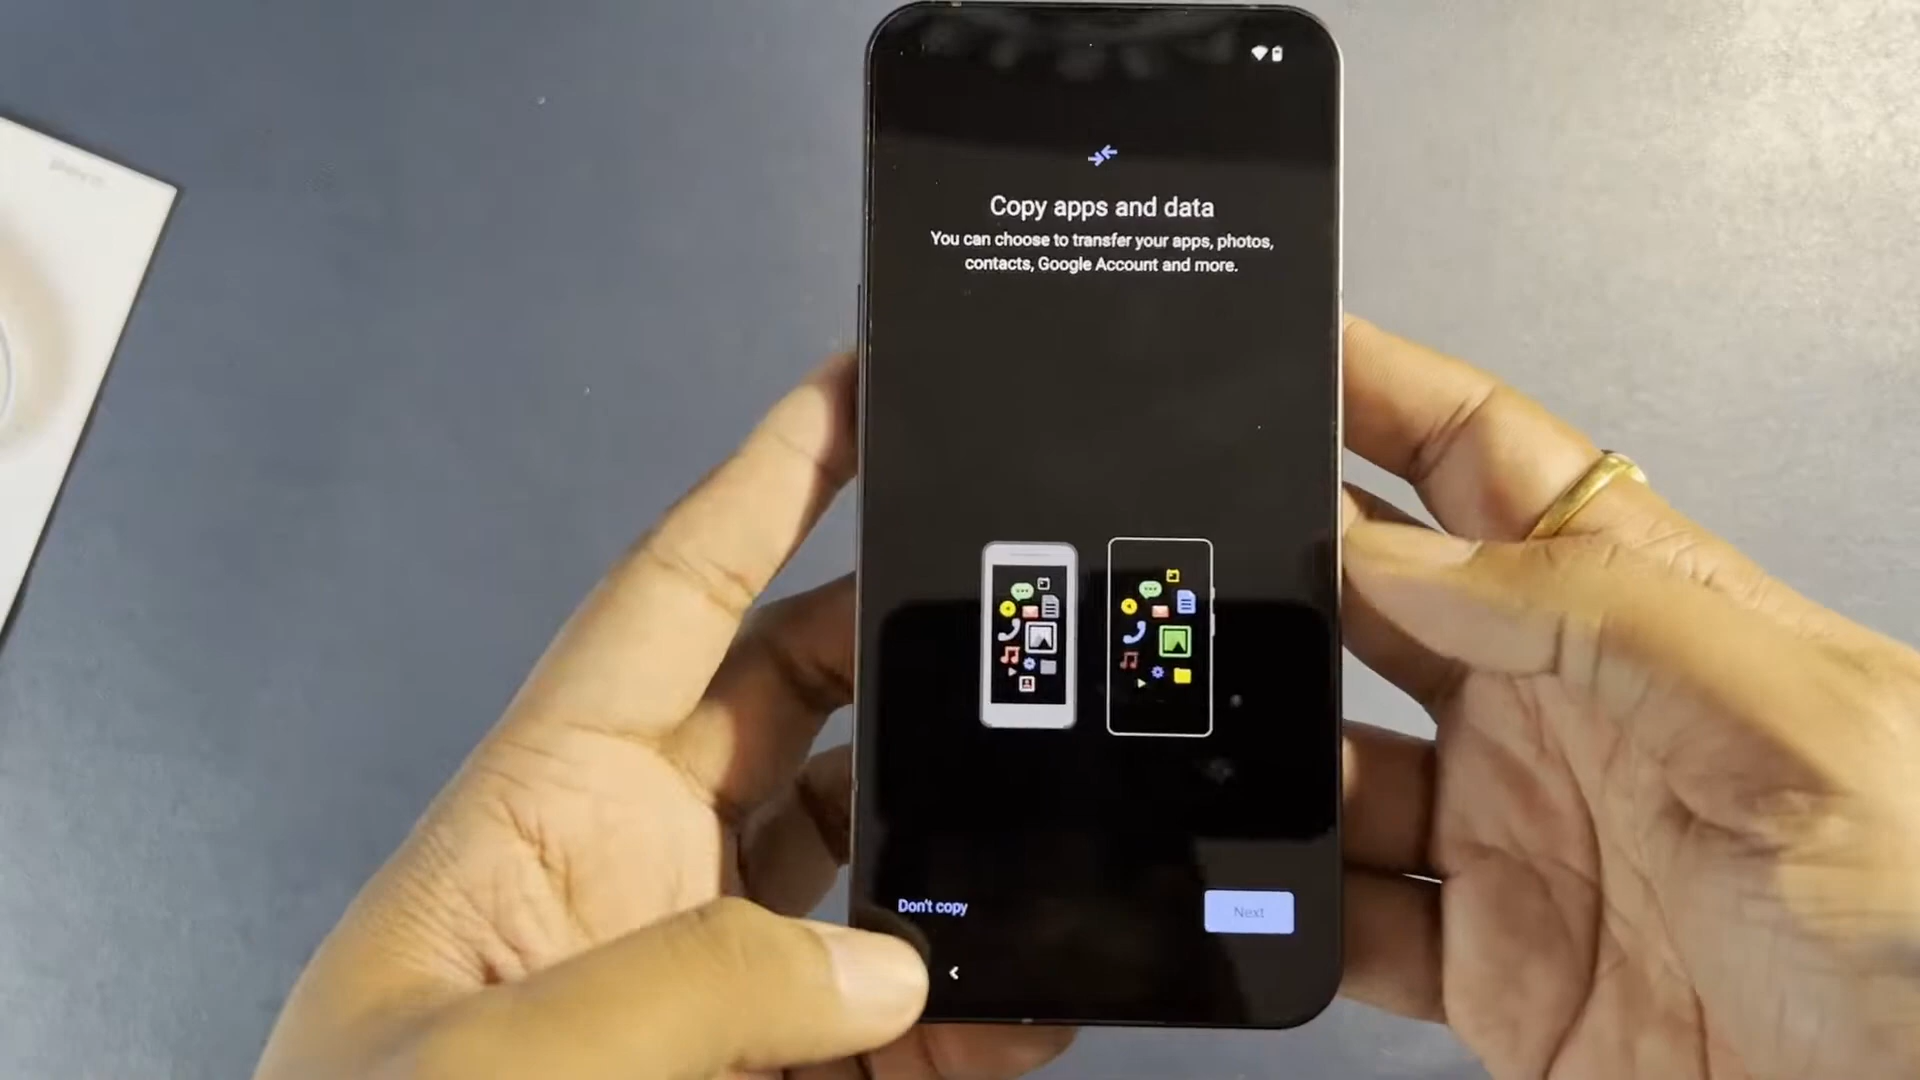 Copy apps and data
You can choose to transfer your apps, photos,
contacts, Google Account and more.
Don't copy
Next